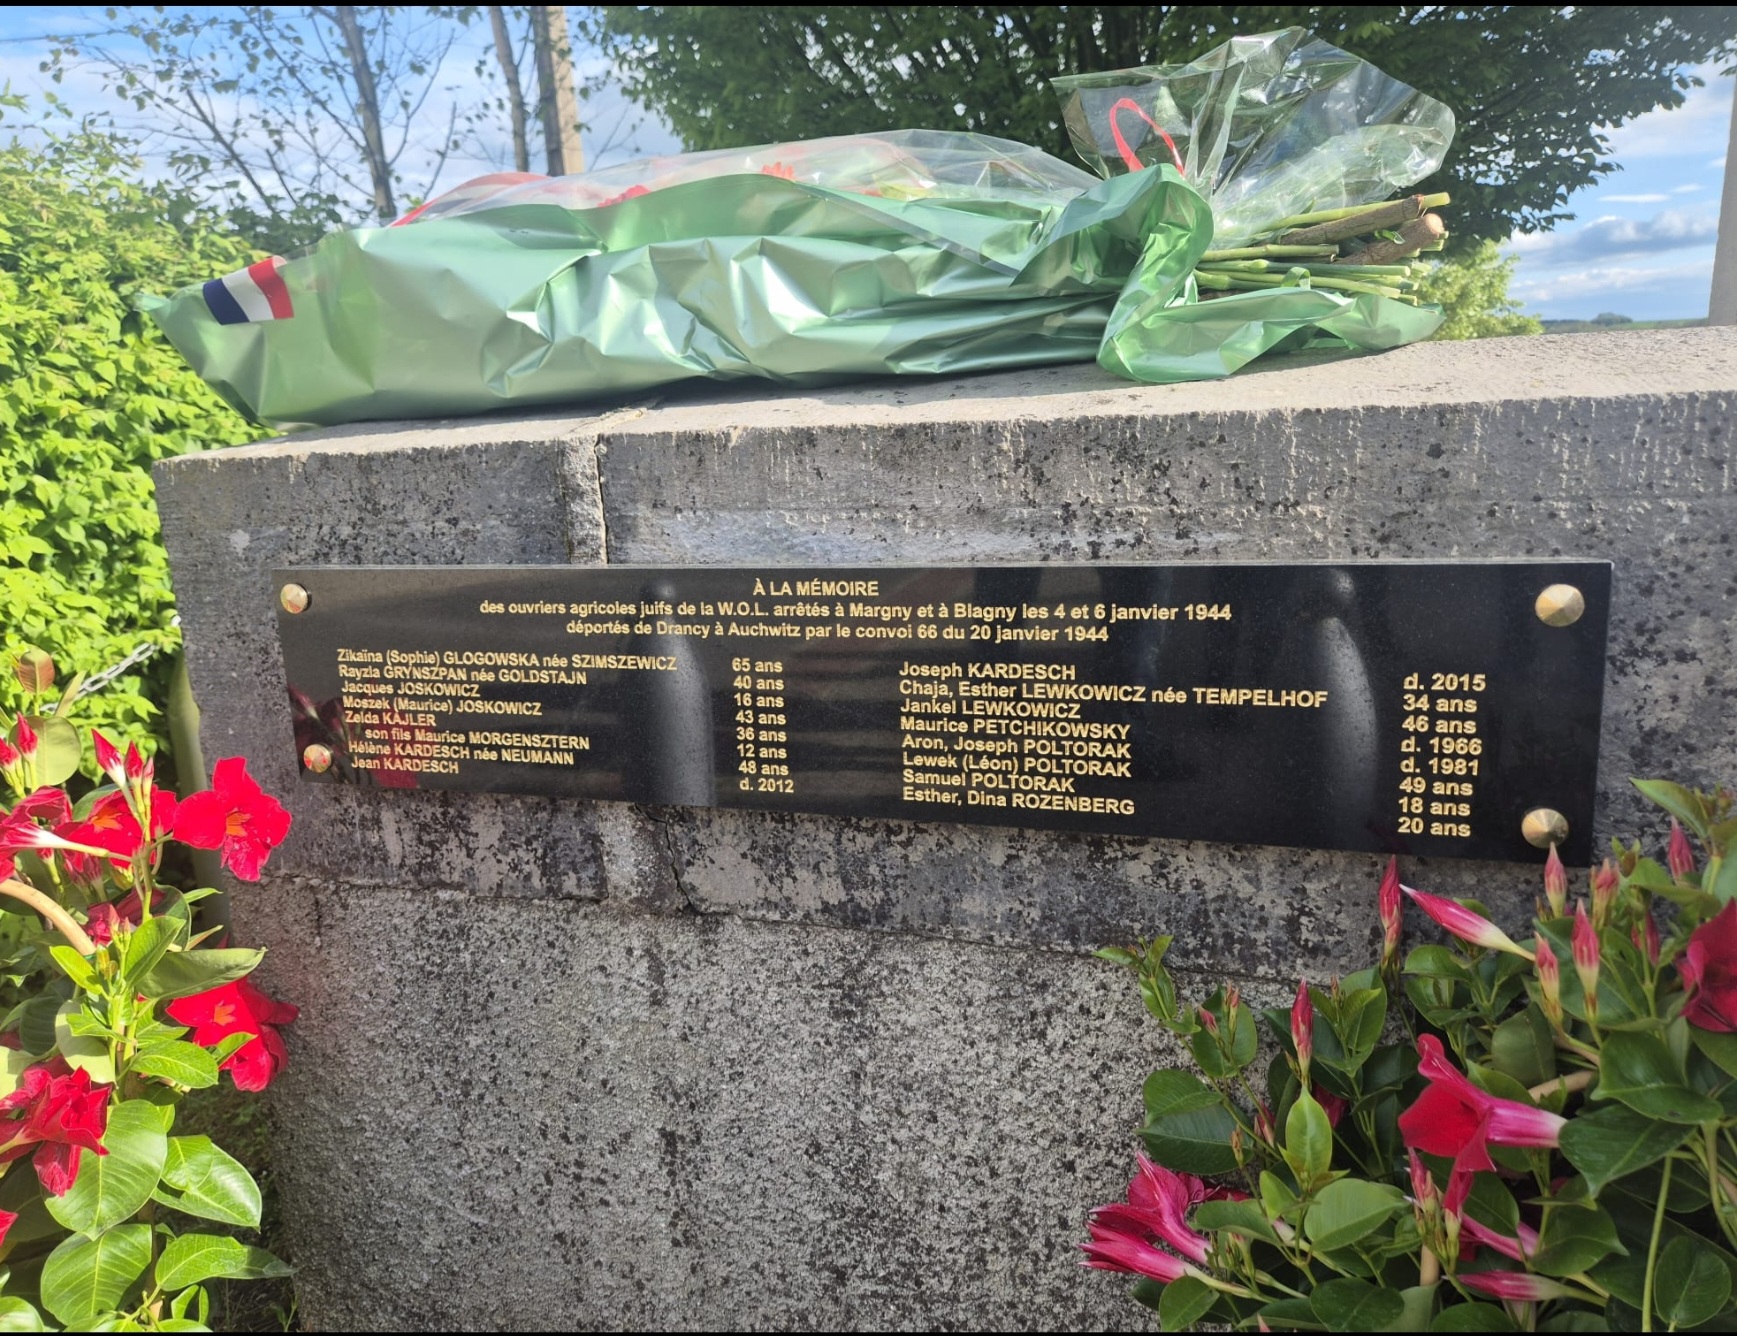 À LA MÉMOIRE
des ouvriers agricoles juifs de la W.O.L. arrêtés à Margny et à Blagny les 4 et 6 janvier 1944
déportés de Drancy à Auchwitz par le convoi 66 du 20 janvier 1944
Zikaïna (Sophie) GLOGOWSKA née SZIMSZEWICZ 65 ans
Rayzla GRYNSZPAN née GOLDSTAJN 40 ans
Jacques JOSKOWICZ 16 ans
Moszek (Maurice) JOSKOWICZ 43 ans
Zelda KAJLER 36 ans
son fils Maurice MORGENSZTERN 12 ans
Hélène KARDESCH née NEUMANN 48 ans
Jean KARDESCH d. 2012
Joseph KARDESCH d. 2015
Chaja, Esther LEWKOWICZ née TEMPELHOF 34 ans
Jankel LEWKOWICZ 46 ans
Maurice PETCHIKOWSKY d. 1966
Aron, Joseph POLTORAK d. 1981
Lewek (Léon) POLTORAK 49 ans
Samuel POLTORAK 18 ans
Esther, Dina ROZENBERG 20 ans